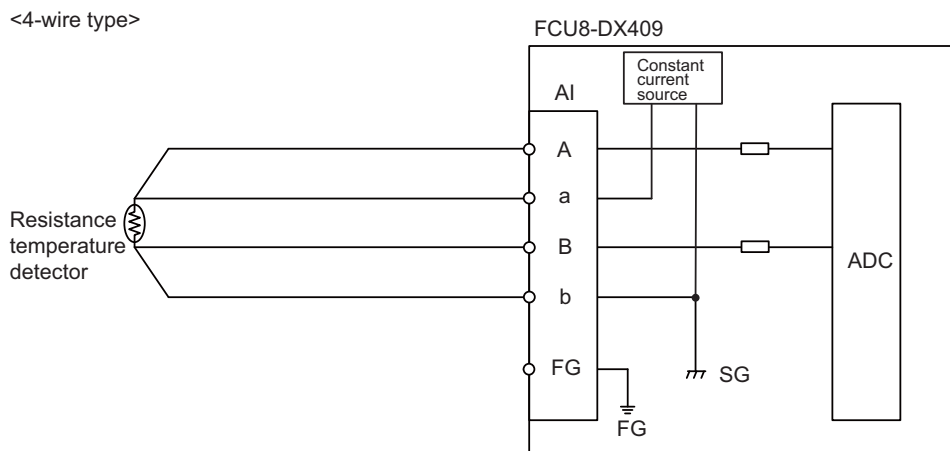 <4-wire type>
FCU8-DX409
Constant
current
source
AI
A
a
Resistance
temperature
detector
B
ADC
b
FG
SG
FG